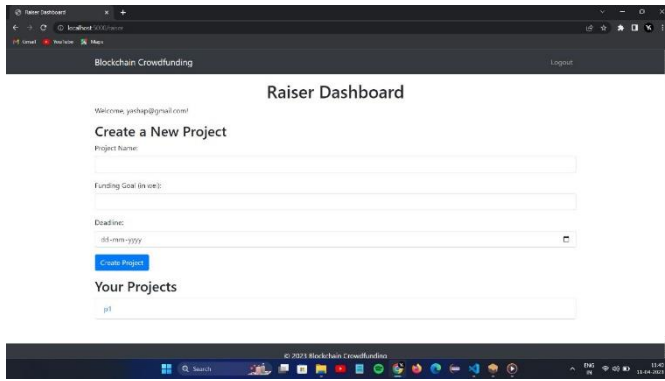 Raiser Dashboard
localhost:5000/raiser
Gmail YouTube Maps
Blockchain Crowdfunding
Logout
Raiser Dashboard
Welcome, yashap@gmail.com!
Create a New Project
Project Name:
Funding Goal (in wei):
Deadline:
dd-mm-yyyy
Create Project
Your Projects
p1
© 2023 Blockchain Crowdfunding
Search
ENG
IN